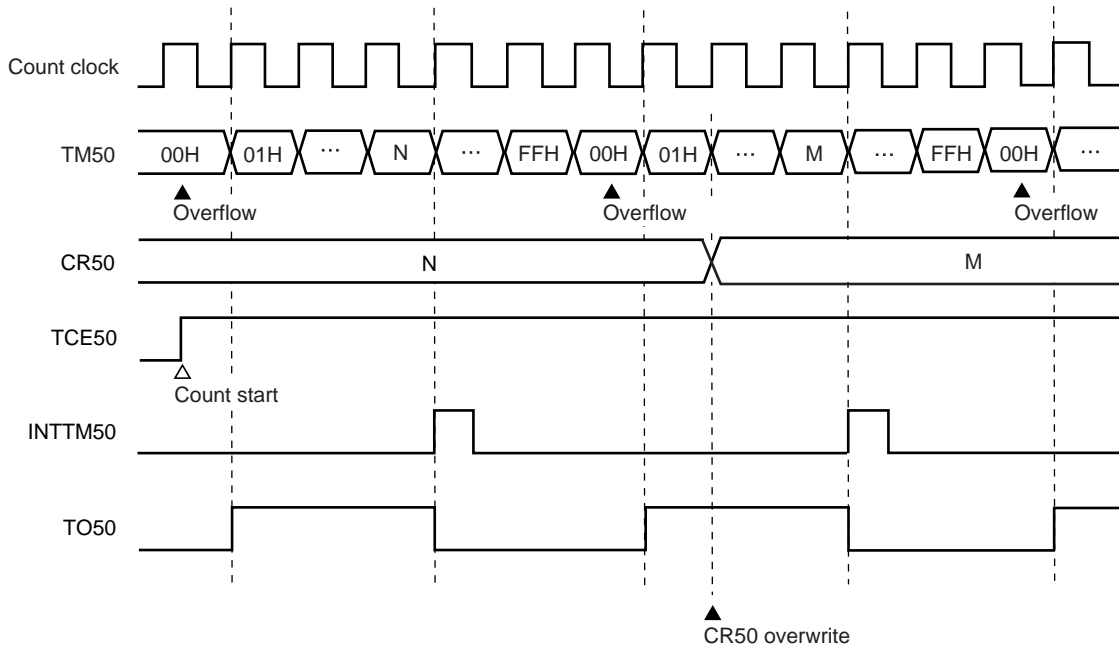 Count clock
TM50 00H 01H ... N ... FFH 00H 01H ... M ... FFH 00H ...
Overflow Overflow Overflow
CR50 N M
TCE50
Count start
INTTM50
TO50
CR50 overwrite